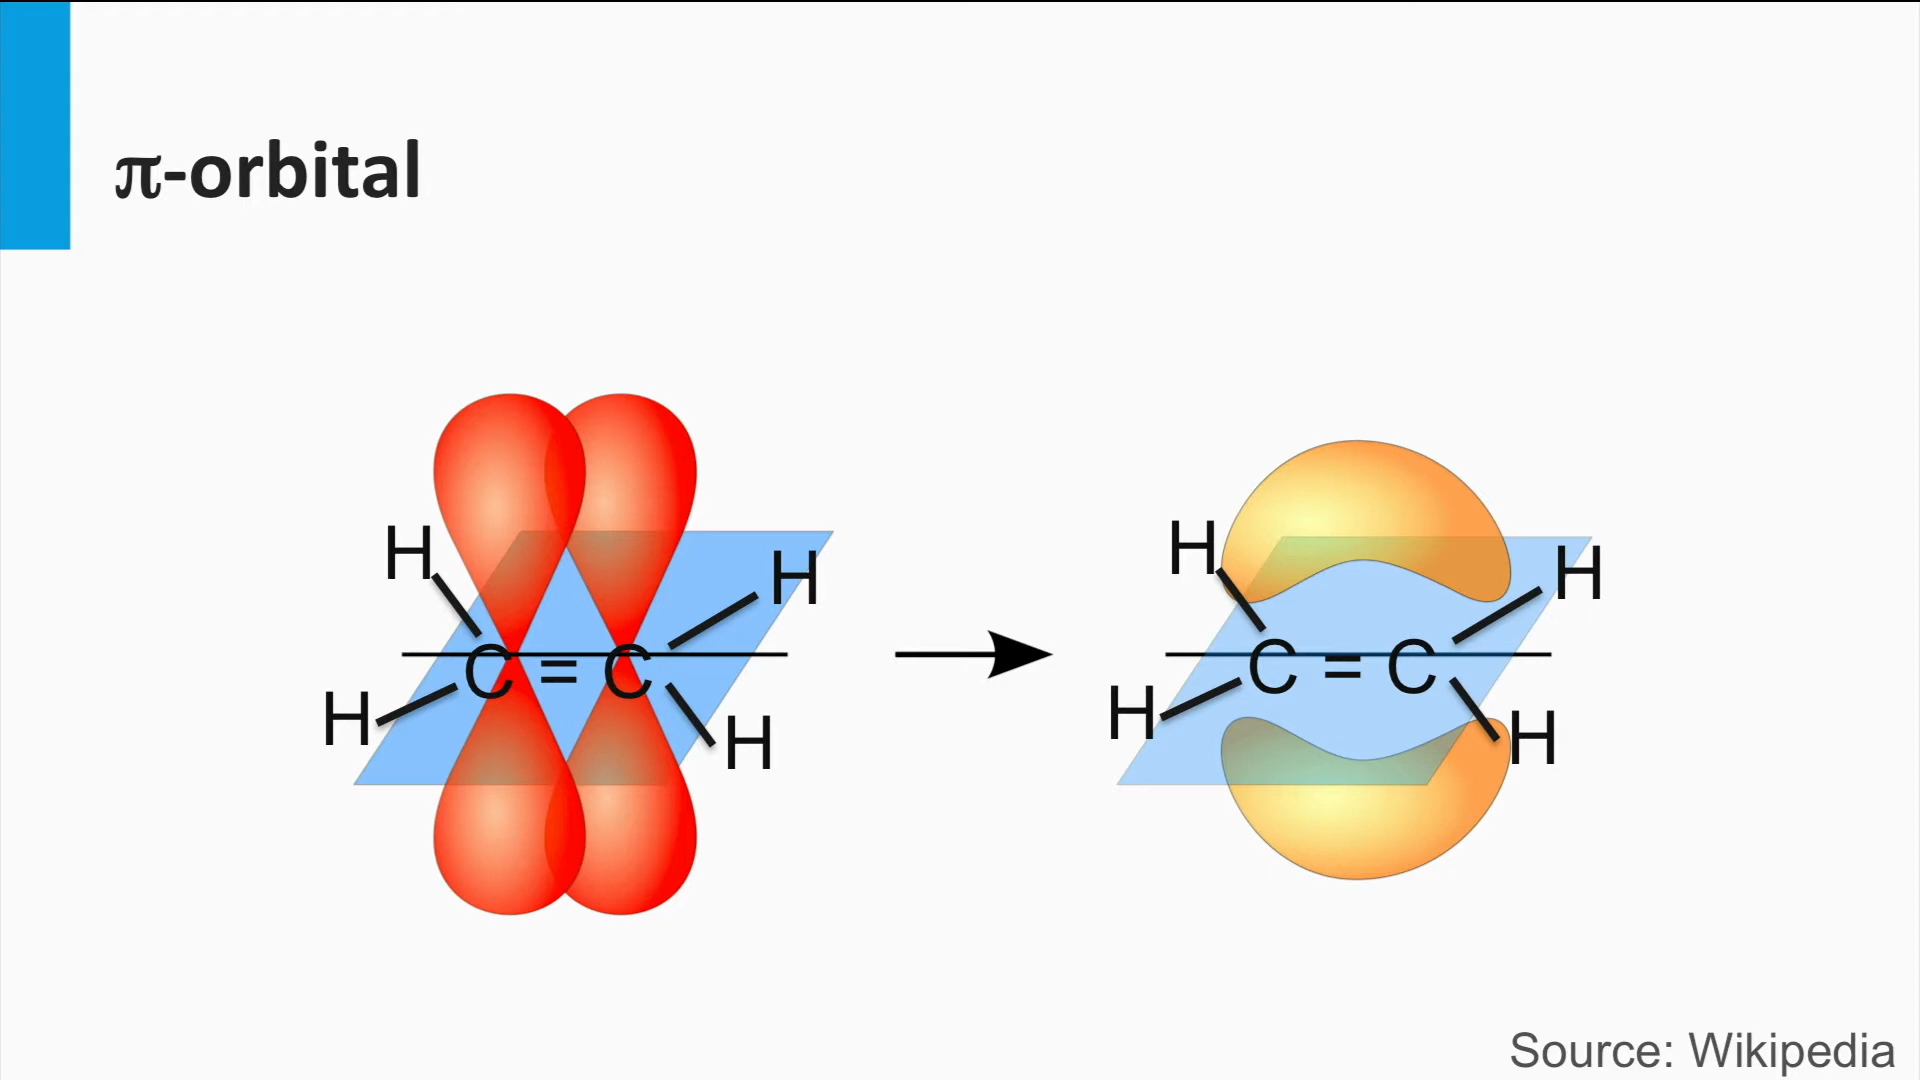 π-orbital
H H
C = C
H H
H H
C = C
H H
Source: Wikipedia